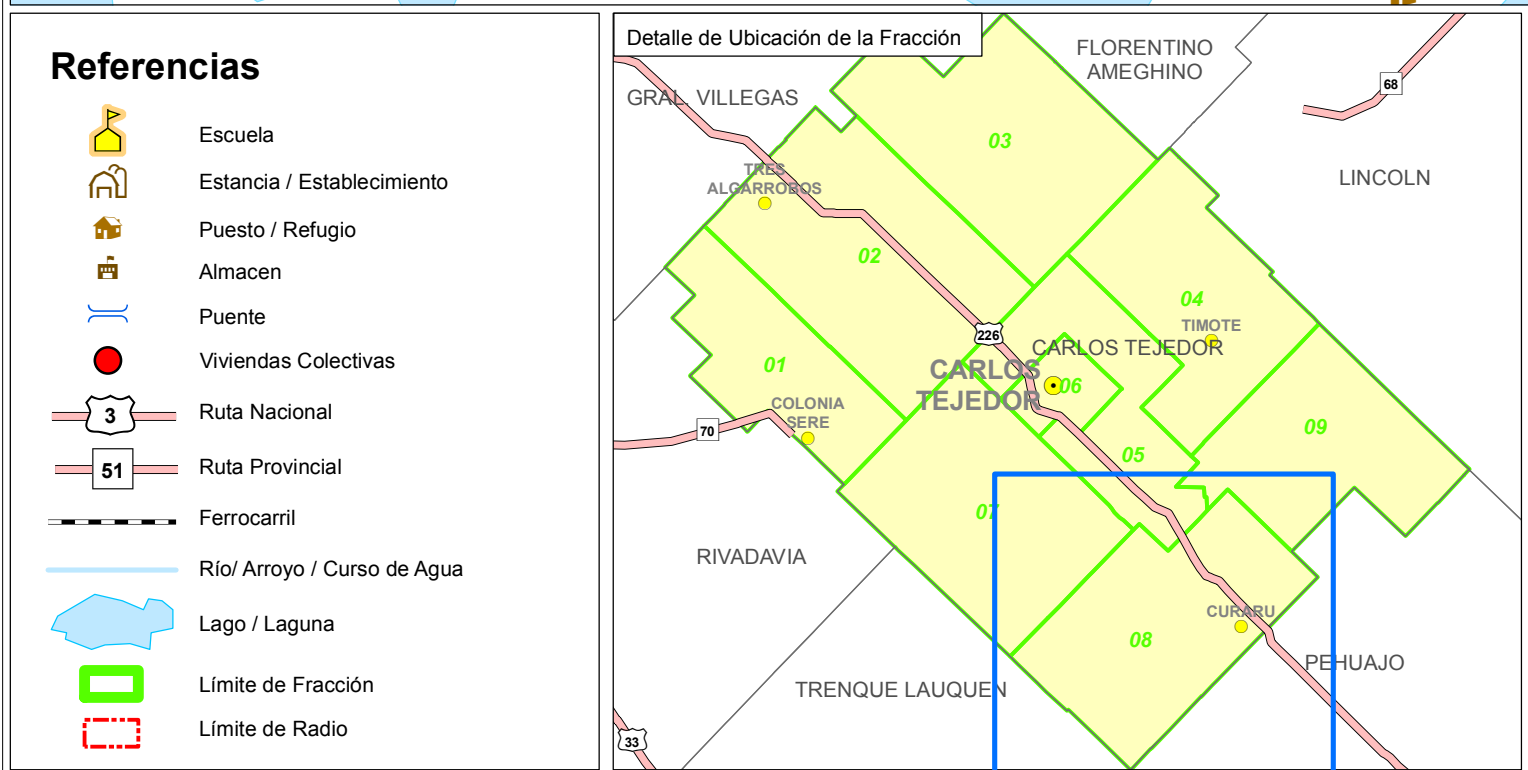 Referencias
Escuela
Estancia / Establecimiento
Puesto / Refugio
Almacen
Puente
Viviendas Colectivas
3
Ruta Nacional
51
Ruta Provincial
Ferrocarril
Río/ Arroyo / Curso de Agua
Lago / Laguna
Límite de Fracción
Límite de Radio
Detalle de Ubicación de la Fracción
FLORENTINO
AMEGHINO
68
GRAL. VILLEGAS
03
TRES
ALGARROBOS
LINCOLN
02
04
TIMOTE
226
CARLOS TEJEDOR
01
CARLOS
TEJEDOR
06
COLONIA
SERE
70
09
05
07
RIVADAVIA
CURARU
08
PEHUAJO
TRENQUE LAUQUEN
33